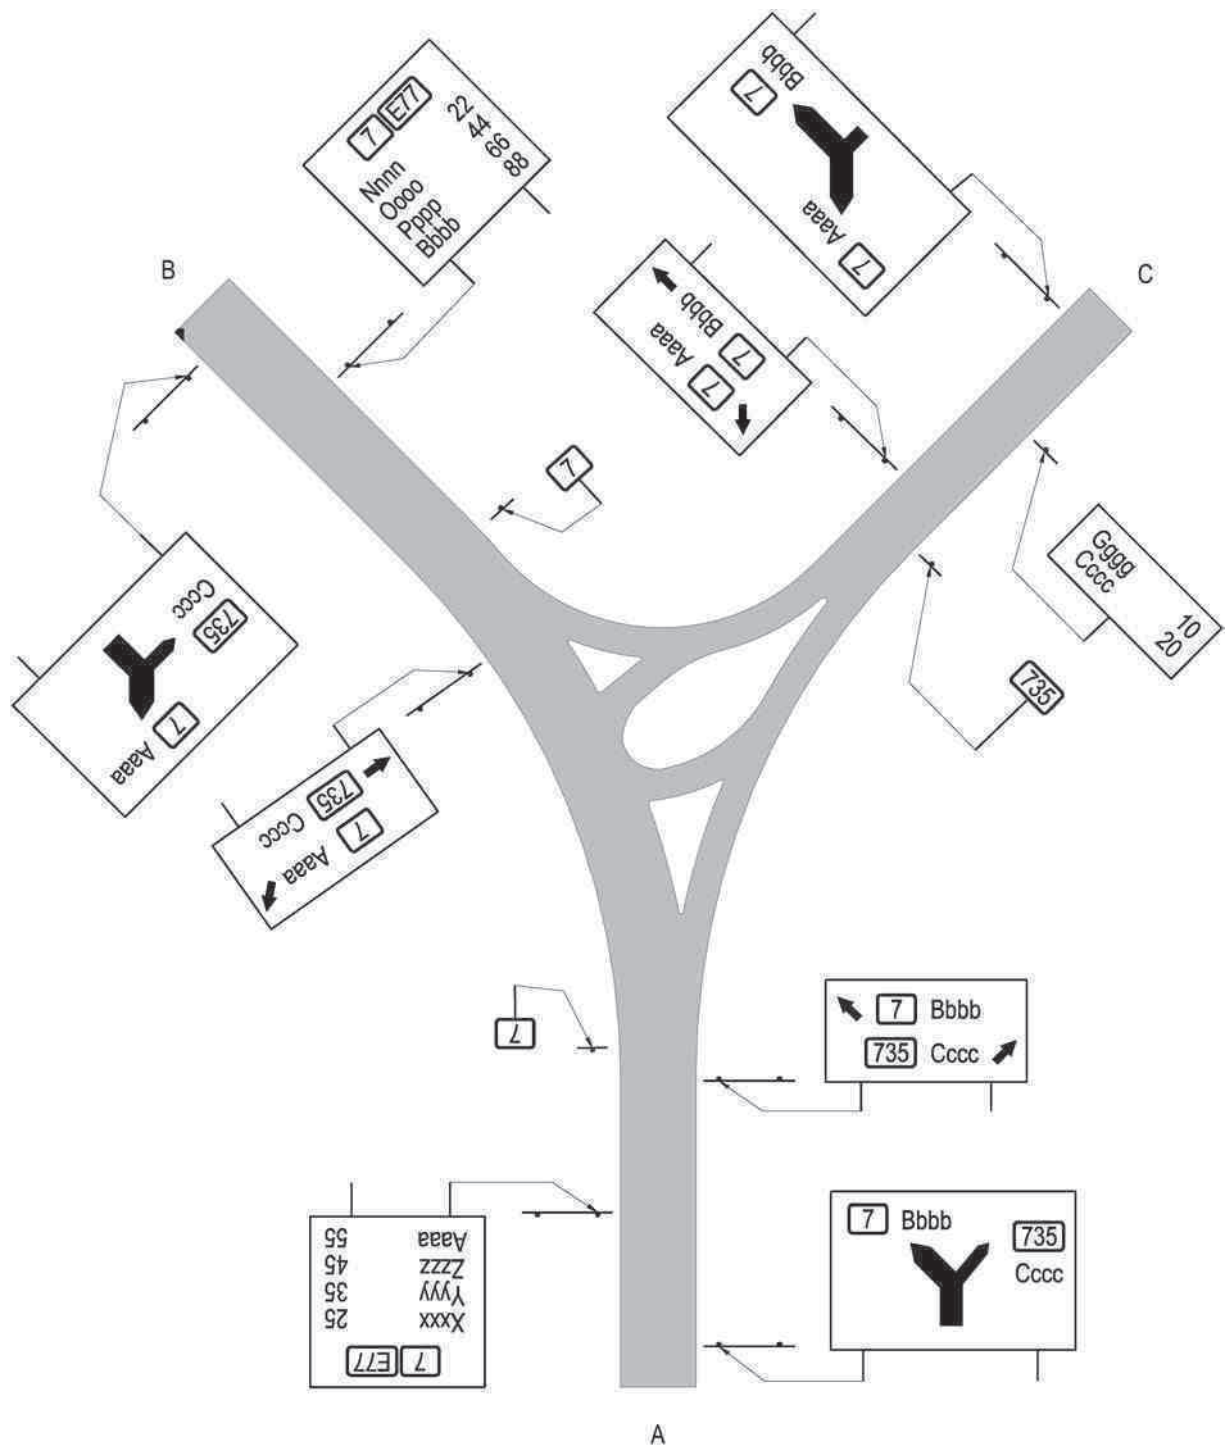 B
C
A
7 E77
Nnnn 22
Oooo 44
Pppp 66
Bbbb 88
Bbbb
7
Aaaa
7
Bbbb 7
Aaaa 7
7
Gggg 10
Cccc 20
735
Cccc
735
7
Aaaa
735 Cccc
7 Aaaa
7
7 Bbbb
735 Cccc
7 E77
Xxxx 25
Yyyy 35
Zzzz 45
Aaaa 55
7 Bbbb
735
Cccc